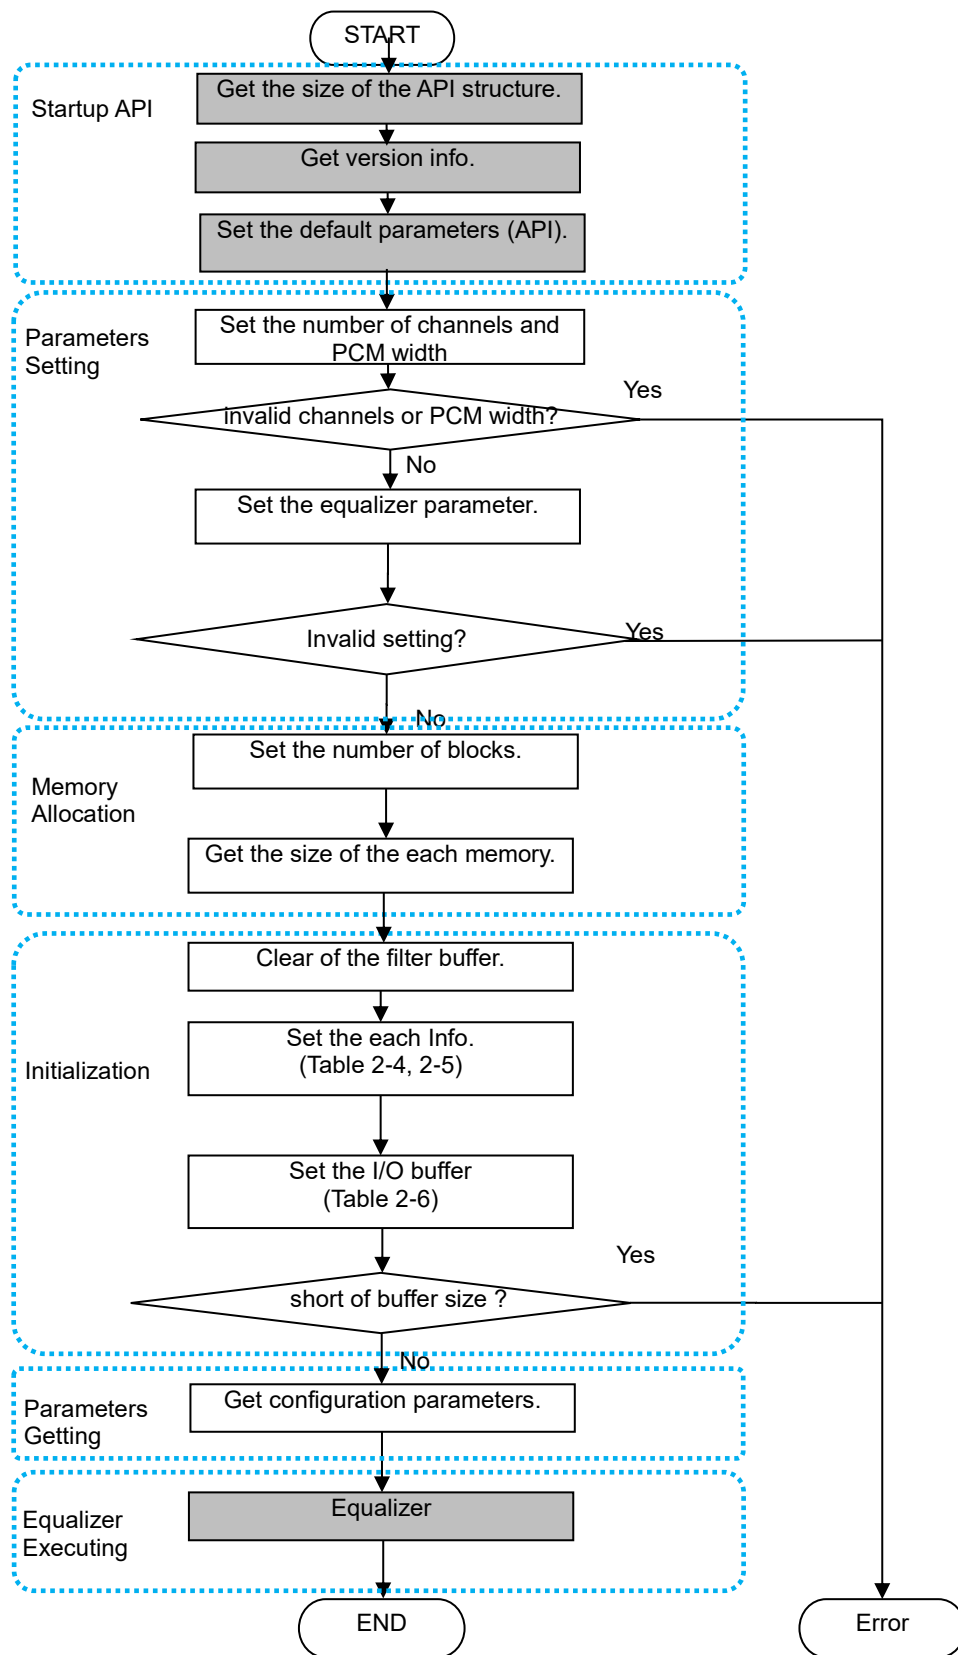 START
Startup API
Get the size of the API structure.
Get version info.
Set the default parameters (API).
Parameters
Setting
Set the number of channels and
PCM width
Yes
invalid channels or PCM width?
No
Set the equalizer parameter.
Invalid setting?
Yes
No
Set the number of blocks.
Memory
Allocation
Get the size of the each memory.
Clear of the filter buffer.
Set the each Info.
(Table 2-4, 2-5)
Initialization
Set the I/O buffer
(Table 2-6)
Yes
short of buffer size ?
No
Get configuration parameters.
Parameters
Getting
Equalizer
Equalizer
Executing
END
Error